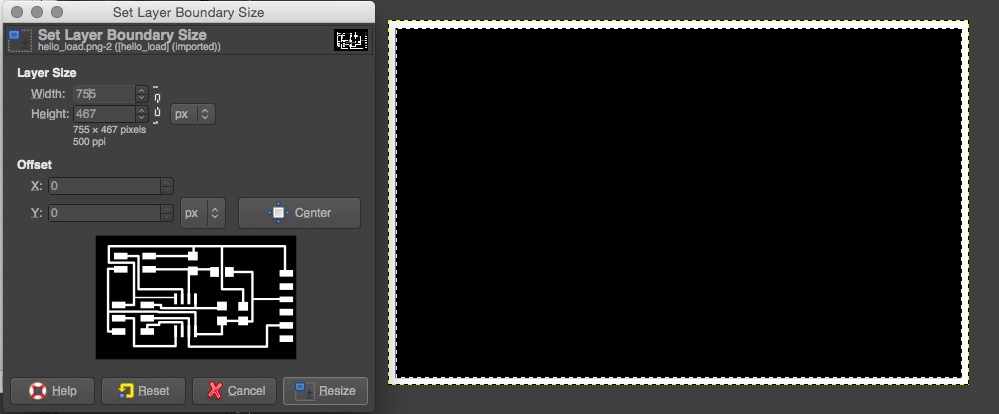 Set Layer Boundary Size
Set Layer Boundary Size
hello_load.png-2 ([hello_load] (imported))
Layer Size
Width: 755
Height: 467 px
755 × 467 pixels
500 ppi
Offset
X: 0
Y: 0 px Center
Help Reset Cancel Resize